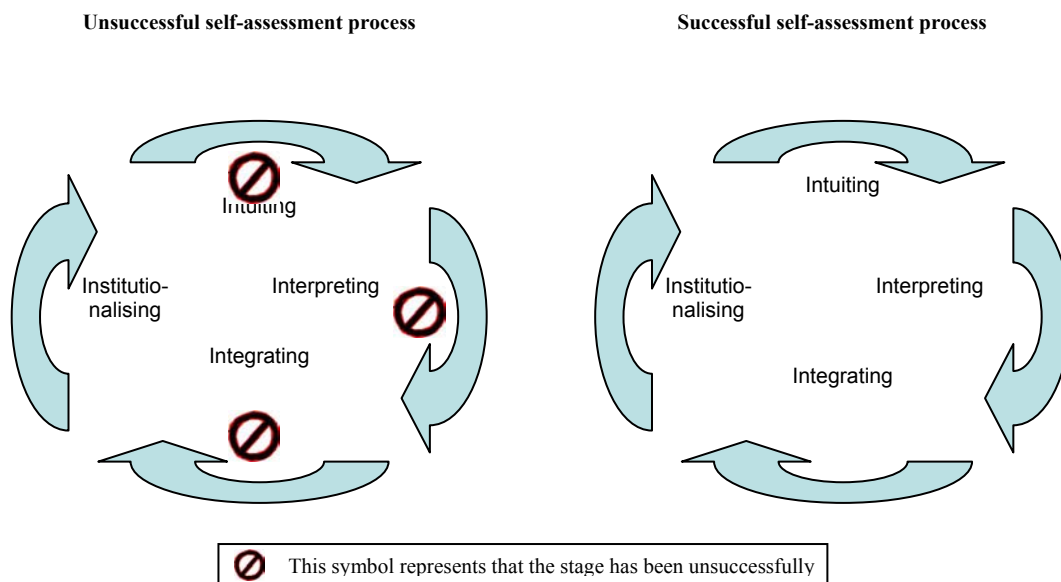 Unsuccessful self-assessment process
Successful self-assessment process
Intuiting
Institutio-
nalising
Interpreting
Integrating
Intuiting
Institutio-
nalising
Interpreting
Integrating
This symbol represents that the stage has been unsuccessfully